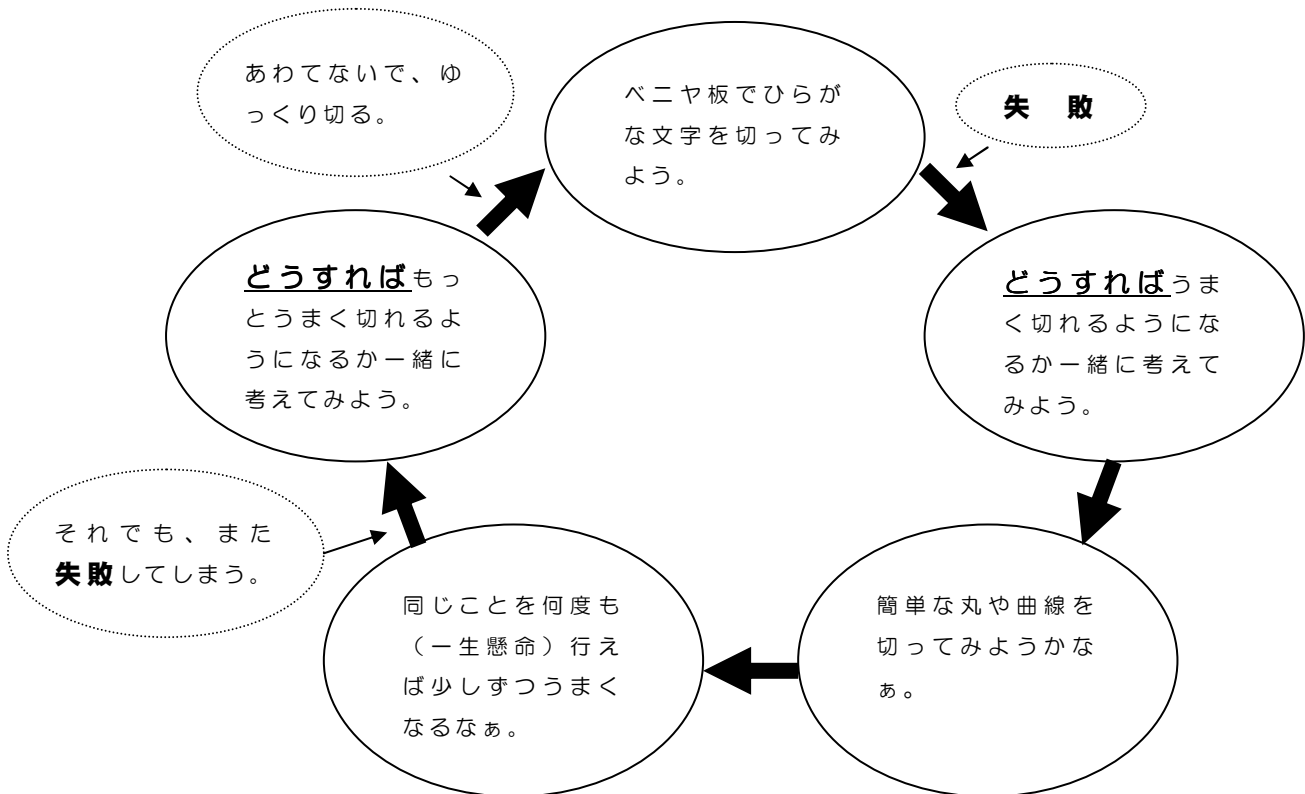 あわてないで、ゆ
っくり切る。
ベニヤ板でひらが
な文字を切ってみ
よう。
失　敗
どうすればうま
く切れるようにな
るか一緒に考えて
みよう。
簡単な丸や曲線を
切ってみようかな
ぁ。
同じことを何度も
（一生懸命）行え
ば少しずつうまく
なるなぁ。
それでも、また
失敗してしまう。
どうすればもっ
とうまく切れるよ
うになるか一緒に
考えてみよう。